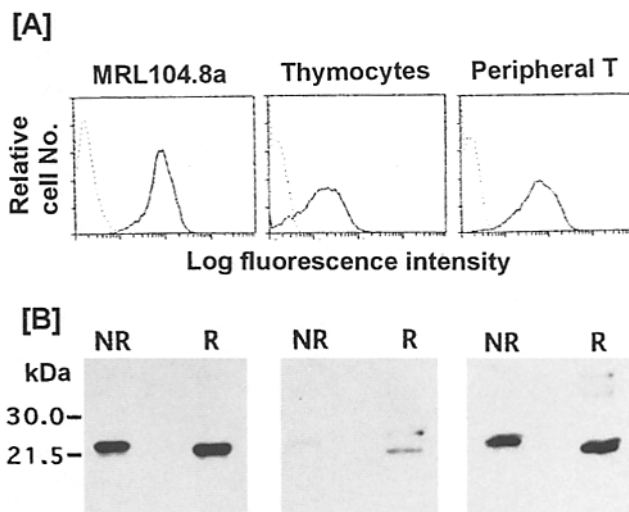 [A]
MRL104.8a Thymocytes Peripheral T
Relative
cell No.
Log fluorescence intensity
[B]
NR R NR R NR R
kDa
30.0
21.5